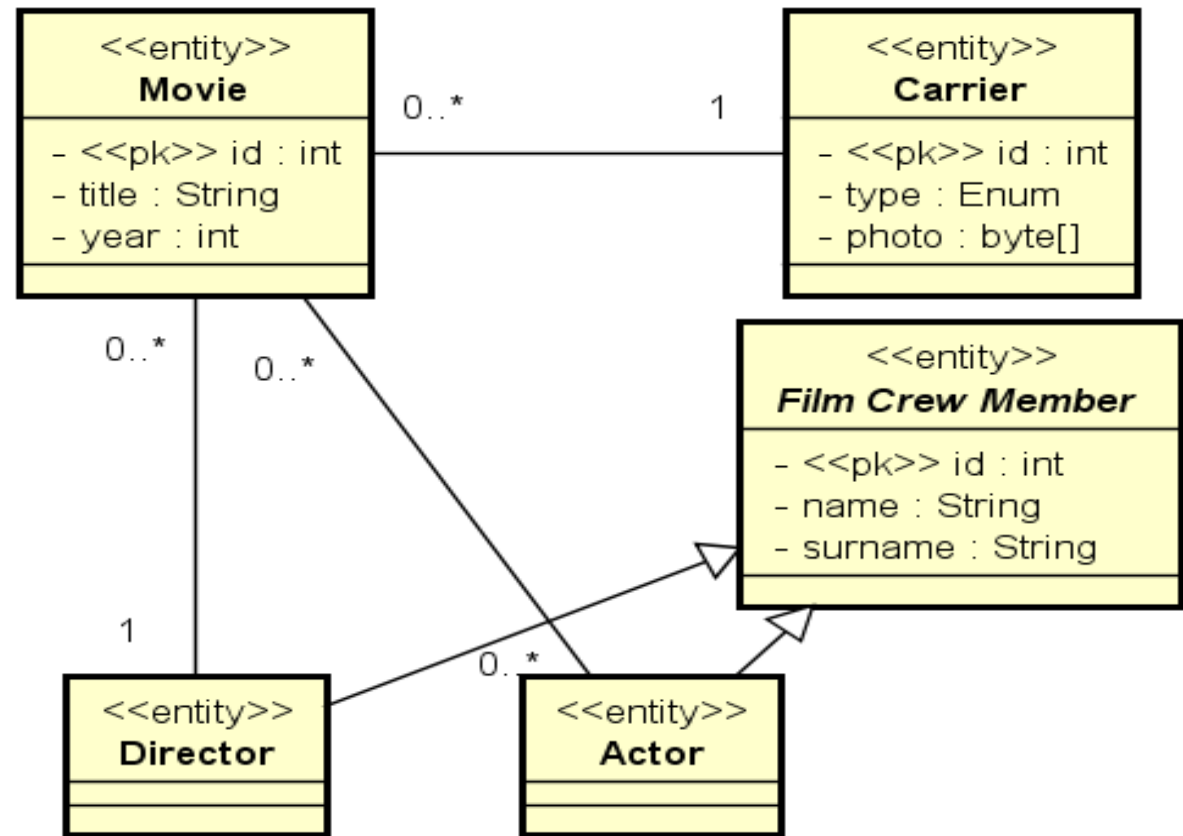 <<entity>>
Movie
- <<pk>> id : int
- title : String
- year : int
0..*
1
<<entity>>
Carrier
- <<pk>> id : int
- type : Enum
- photo : byte[]
0..*
0..*
<<entity>>
Film Crew Member
- <<pk>> id : int
- name : String
- surname : String
1
0..*
<<entity>>
Director
<<entity>>
Actor